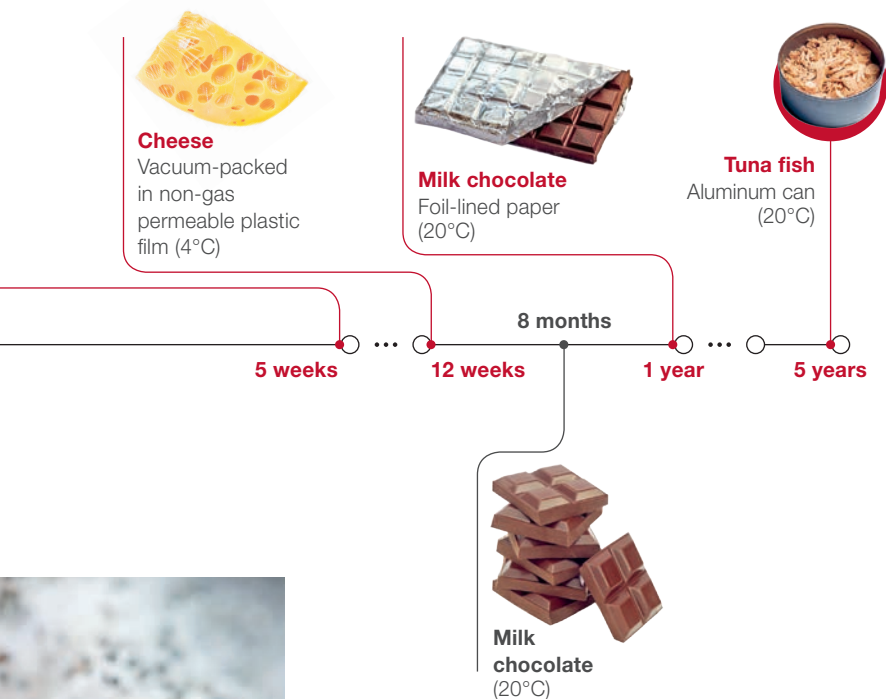 Cheese
Vacuum-packed
in non-gas
permeable plastic
film (4°C)
Milk chocolate
Foil-lined paper
(20°C)
Tuna fish
Aluminum can
(20°C)
8 months
5 weeks
12 weeks
1 year
5 years
Milk
chocolate
(20°C)